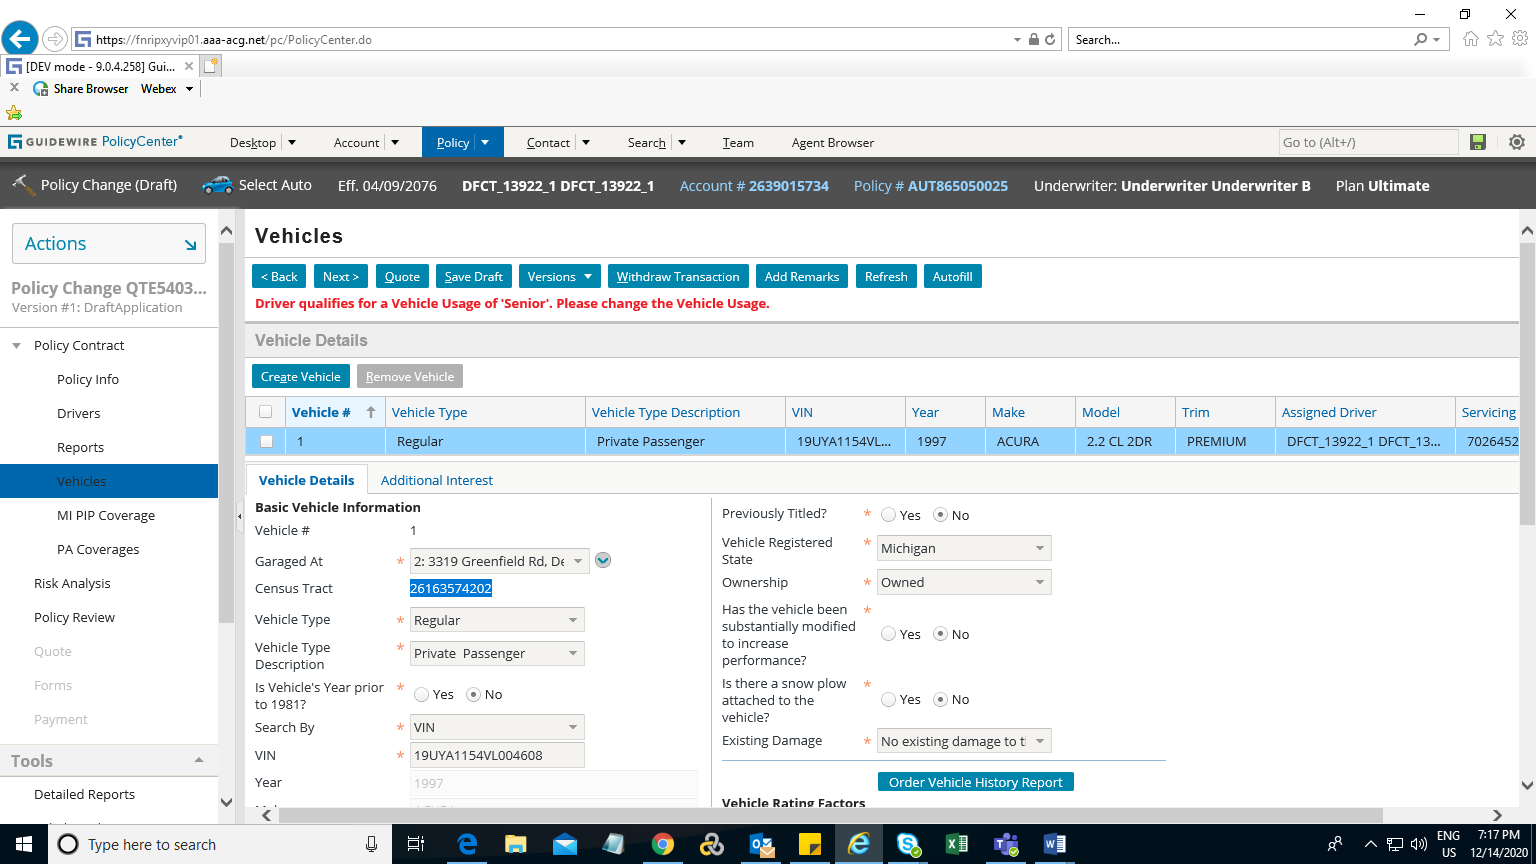 https://fnripxyvip01.aaa-acg.net/pc/PolicyCenter.do
Search...
[DEV mode - 9.0.4.258] Gui...
x Share Browser Webex
GUIDEWIRE PolicyCenter®
Desktop Account Policy Contact Search Team Agent Browser
Go to (Alt+/)
Policy Change (Draft) Select Auto Eff. 04/09/2076 DFCT_13922_1 DFCT_13922_1 Account # 2639015734 Policy # AUT865050025 Underwriter: Underwriter Underwriter B Plan Ultimate
Actions
Policy Change QTE5403...
Version #1: DraftApplication
Policy Contract
Policy Info
Drivers
Reports
Vehicles
MI PIP Coverage
PA Coverages
Risk Analysis
Policy Review
Quote
Forms
Payment
Tools
Detailed Reports
Vehicles
< Back Next > Quote Save Draft Versions Withdraw Transaction Add Remarks Refresh Autofill
Driver qualifies for a Vehicle Usage of 'Senior'. Please change the Vehicle Usage.
Vehicle Details
Create Vehicle Remove Vehicle
Vehicle # Vehicle Type Vehicle Type Description VIN Year Make Model Trim Assigned Driver Servicing
1 Regular Private Passenger 19UYA1154VL... 1997 ACURA 2.2 CL 2DR PREMIUM DFCT_13922_1 DFCT_13... 7026452
Vehicle Details Additional Interest
Basic Vehicle Information
Vehicle # 1
Garaged At * 2: 3319 Greenfield Rd, De
Census Tract 26163574202
Vehicle Type * Regular
Vehicle Type
Description * Private Passenger
Is Vehicle's Year prior
to 1981? * Yes No
Search By * VIN
VIN * 19UYA1154VL004608
Year 1997
Previously Titled? * Yes No
Vehicle Registered
State * Michigan
Ownership * Owned
Has the vehicle been
substantially modified
to increase
performance? * Yes No
Is there a snow plow
attached to the
vehicle? * Yes No
Existing Damage * No existing damage to t
Order Vehicle History Report
Vehicle Rating Factors
Type here to search
ENG
US
7:17 PM
12/14/2020